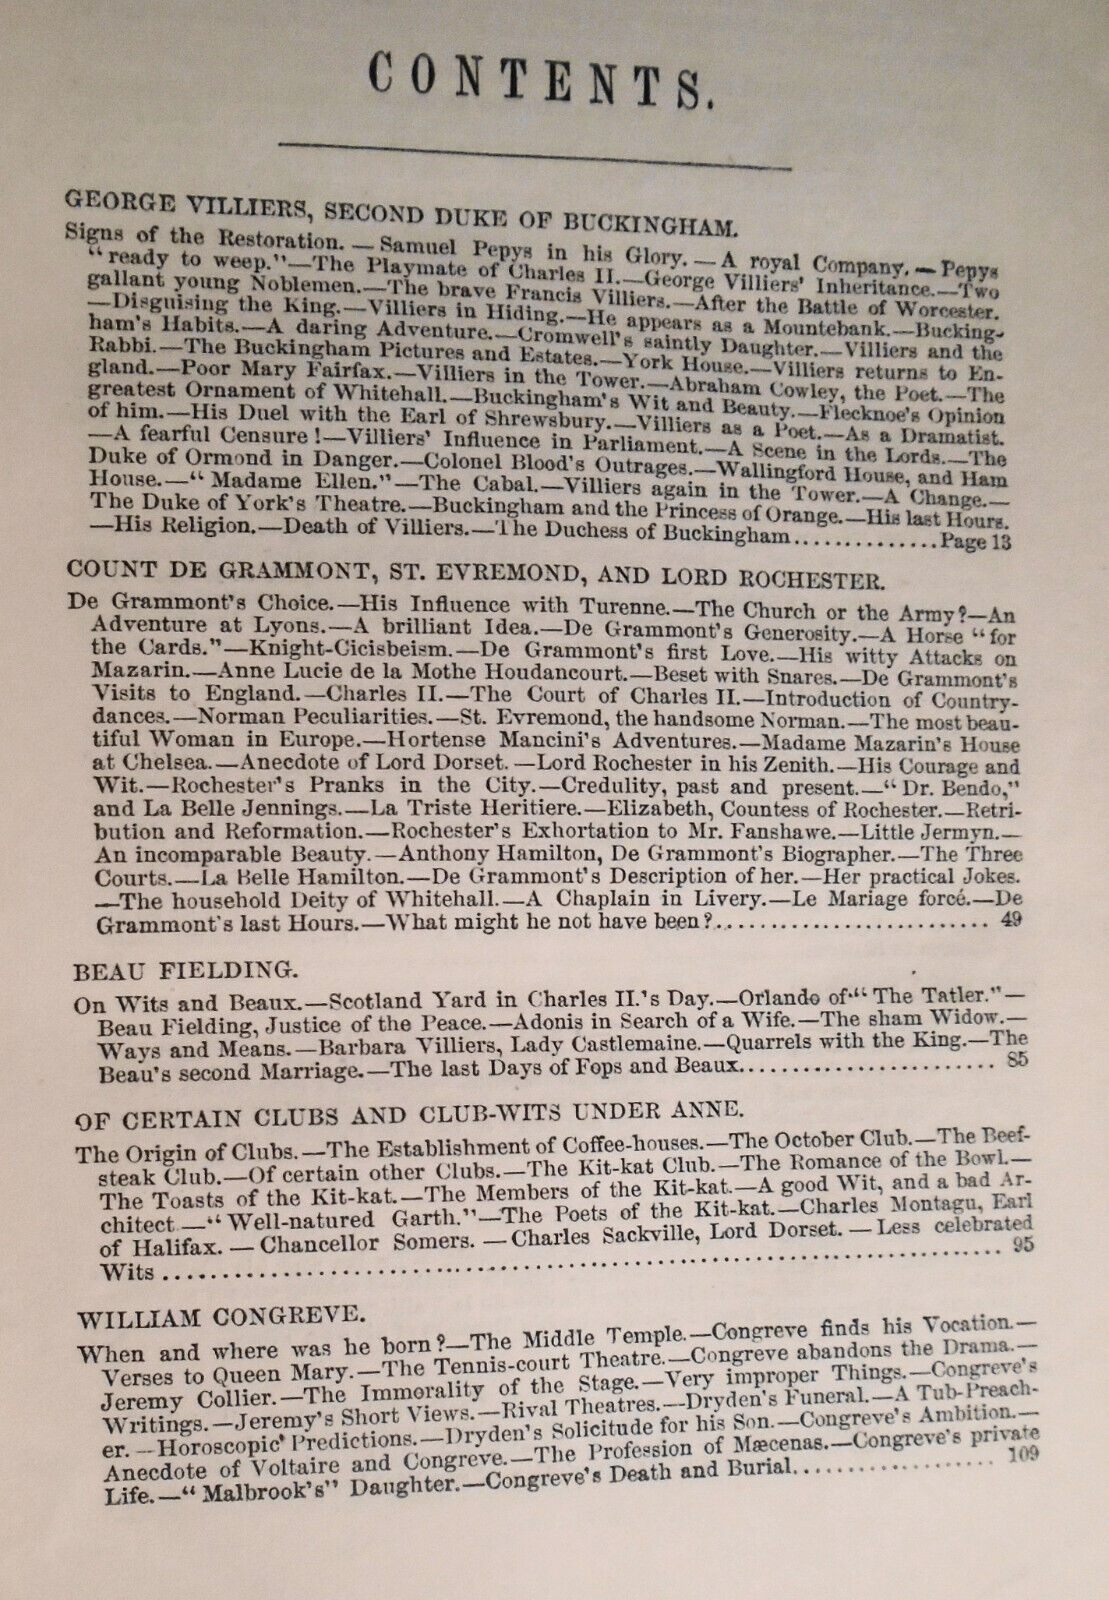 CONTENTS.
GEORGE VILLIERS, SECOND DUKE OF BUCKINGHAM.
Signs of the Restoration. — Samuel Pepys in his Glory. — A royal Company. — Pepys
"ready to weep."—The Playmate of Charles II.—George Villiers' Inheritance.—Two
gallant young Noblemen.—The brave Francis Villiers.—After the Battle of Worcester.
—Disguising the King.—Villiers in Hiding.—He appears as a Mountebank.—Bucking-
ham's Habits.—A daring Adventure.—Cromwell's saintly Daughter.—Villiers and the
Rabbi.—The Buckingham Pictures and Estates.—York House.—Villiers returns to En-
gland.—Poor Mary Fairfax.—Villiers in the Tower.—Abraham Cowley, the Poet.—The
greatest Ornament of Whitehall.—Buckingham's Wit and Beauty.—Flecknoe's Opinion
of him.—His Duel with the Earl of Shrewsbury.—Villiers as a Poet.—As a Dramatist.
—A fearful Censure!—Villiers' Influence in Parliament.—A Scene in the Lords.—The
Duke of Ormond in Danger.—Colonel Blood's Outrages.—Wallingford House, and Ham
House.—"Madame Ellen."—The Cabal.—Villiers again in the Tower.—A Change.—
The Duke of York's Theatre.—Buckingham and the Princess of Orange.—His last Hours.
—His Religion.—Death of Villiers.—The Duchess of Buckingham..............Page 13
COUNT DE GRAMMONT, ST. EVREMOND, AND LORD ROCHESTER.
De Grammont's Choice.—His Influence with Turenne.—The Church or the Army?—An
Adventure at Lyons.—A brilliant Idea.—De Grammont's Generosity.—A Horse "for
the Cards."—Knight-Cicisbeism.—De Grammont's first Love.—His witty Attacks on
Mazarin.—Anne Lucie de la Mothe Houdancourt.—Beset with Snares.—De Grammont's
Visits to England.—Charles II.—The Court of Charles II.—Introduction of Country-
dances.—Norman Peculiarities.—St. Evremond, the handsome Norman.—The most beau-
tiful Woman in Europe.—Hortense Mancini's Adventures.—Madame Mazarin's House
at Chelsea.—Anecdote of Lord Dorset.—Lord Rochester in his Zenith.—His Courage and
Wit.—Rochester's Pranks in the City.—Credulity, past and present.—"Dr. Bendo,"
and La Belle Jennings.—La Triste Heritiere.—Elizabeth, Countess of Rochester.—Retri-
bution and Reformation.—Rochester's Exhortation to Mr. Fanshawe.—Little Jermyn.—
An incomparable Beauty.—Anthony Hamilton, De Grammont's Biographer.—The Three
Courts.—La Belle Hamilton.—De Grammont's Description of her.—Her practical Jokes.
—The household Deity of Whitehall.—A Chaplain in Livery.—Le Mariage forcé.—De
Grammont's last Hours.—What might he not have been?.......................... 49
BEAU FIELDING.
On Wits and Beaux.—Scotland Yard in Charles II.'s Day.—Orlando of "The Tatler."—
Beau Fielding, Justice of the Peace.—Adonis in Search of a Wife.—The sham Widow.—
Ways and Means.—Barbara Villiers, Lady Castlemaine.—Quarrels with the King.—The
Beau's second Marriage.—The last Days of Fops and Beaux........................ 85
OF CERTAIN CLUBS AND CLUB-WITS UNDER ANNE.
The Origin of Clubs.—The Establishment of Coffee-houses.—The October Club.—The Beef-
steak Club.—Of certain other Clubs.—The Kit-kat Club.—The Romance of the Bowl.—
The Toasts of the Kit-kat.—The Members of the Kit-kat.—A good Wit, and a bad Ar-
chitect.—"Well-natured Garth."—The Poets of the Kit-kat.—Charles Montagu, Earl
of Halifax. — Chancellor Somers. — Charles Sackville, Lord Dorset. — Less celebrated
Wits ................................................................................ 95
WILLIAM CONGREVE.
When and where was he born?—The Middle Temple.—Congreve finds his Vocation.—
Verses to Queen Mary.—The Tennis-court Theatre.—Congreve abandons the Drama.—
Jeremy Collier.—The Immorality of the Stage.—Very improper Things.—Congreve's
Writings.—Jeremy's Short Views.—Rival Theatres.—Dryden's Funeral.—A Tub-Preach-
er.—Horoscopic Predictions.—Dryden's Solicitude for his Son.—Congreve's Ambition.—
Anecdote of Voltaire and Congreve.—The Profession of Mæcenas.—Congreve's private
Life.—"Malbrook's" Daughter.—Congreve's Death and Burial.................... 109